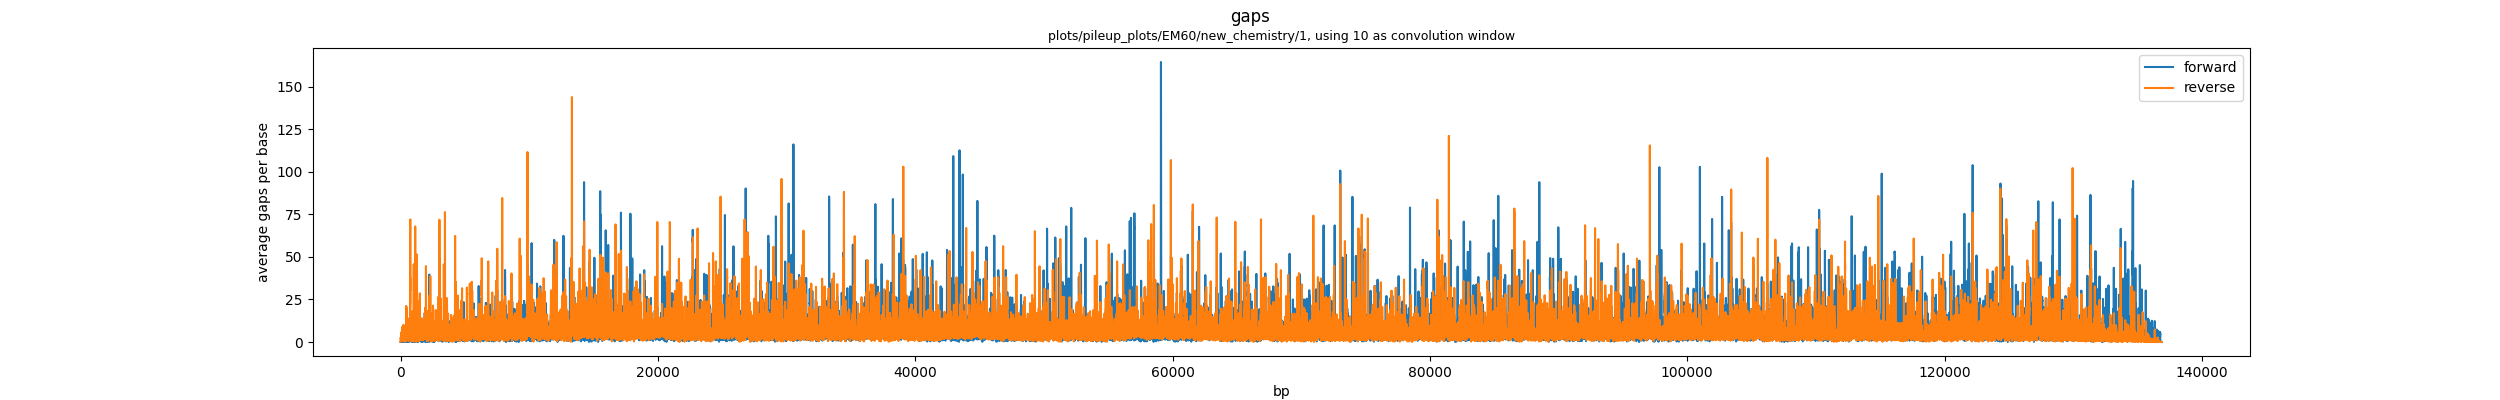 gaps
plots/pileup_plots/EM60/new_chemistry/1, using 10 as convolution window
forward
reverse
average gaps per base
150
125
100
75
50
25
0
0 20000 40000 60000 80000 100000 120000 140000
bp